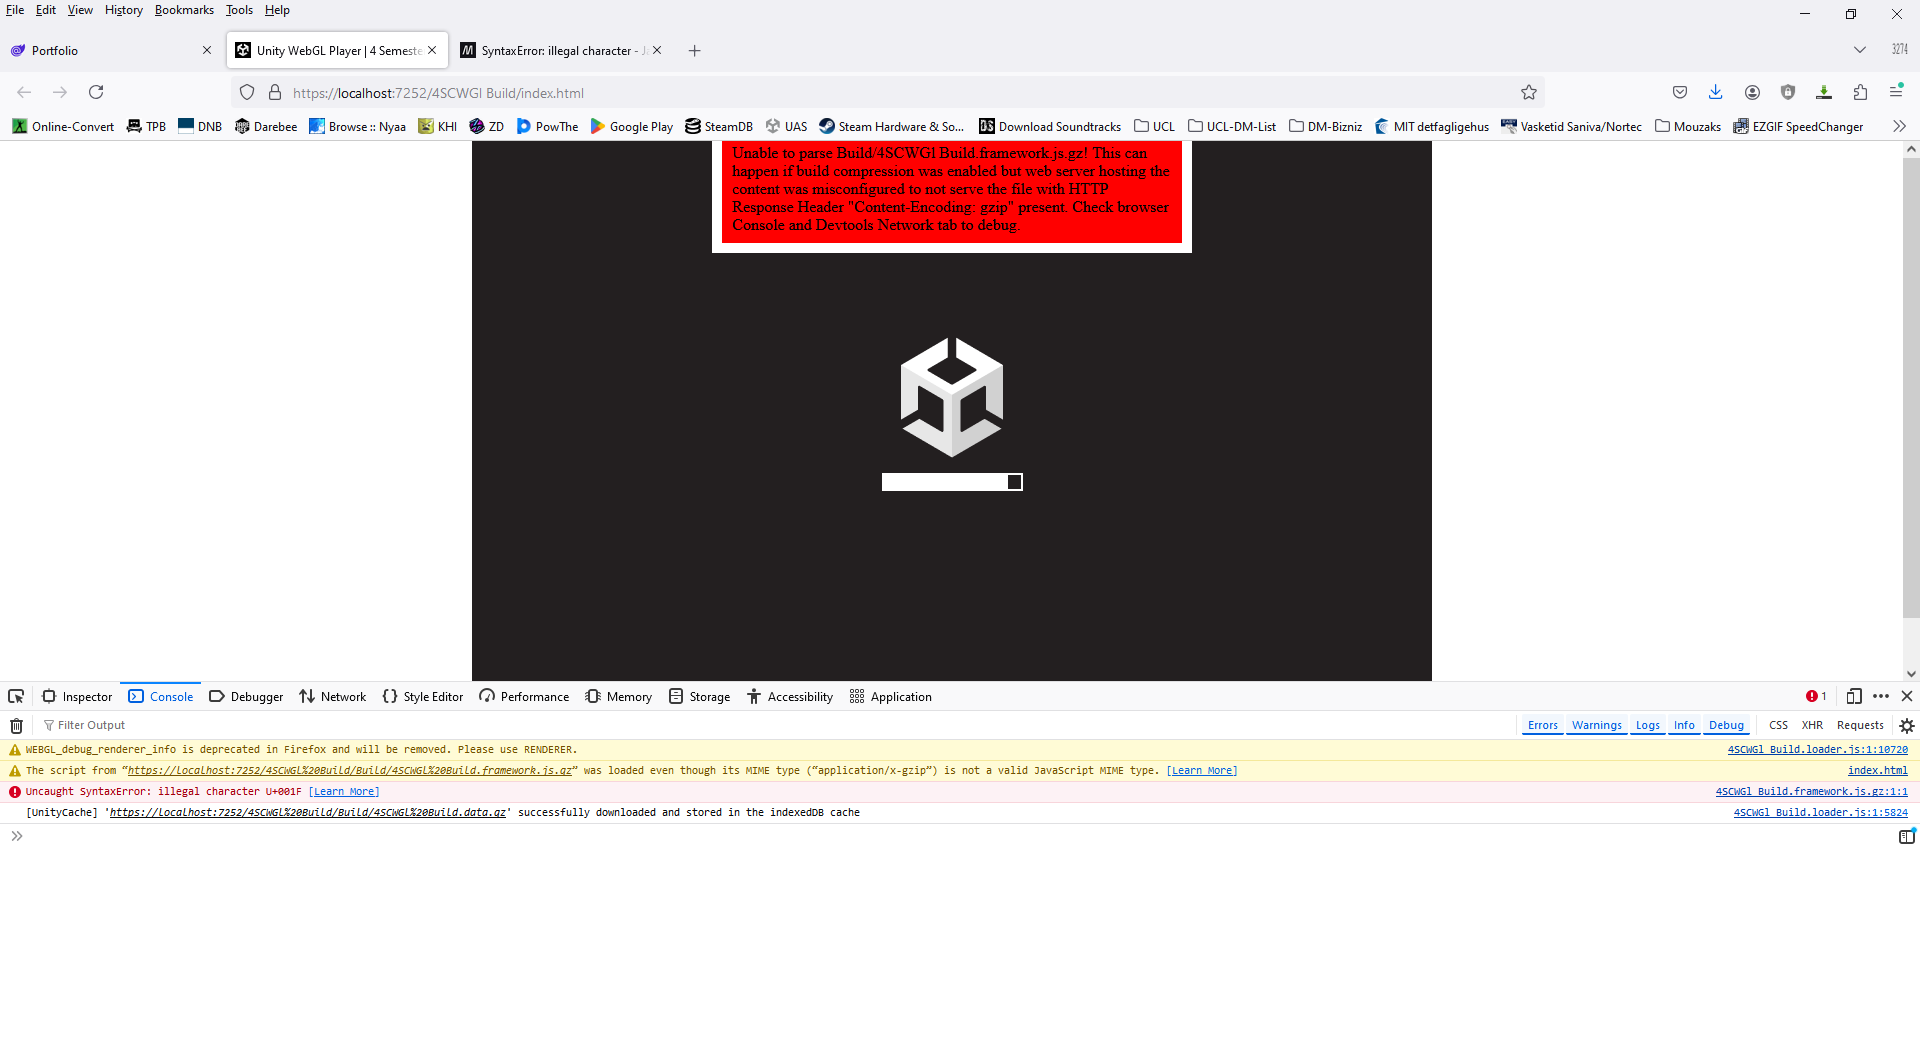 File Edit View History Bookmarks Tools Help
Portfolio
Unity WebGL Player | 4 Semeste
SyntaxError: illegal character - J
3274
https://localhost:7252/4SCWGl Build/index.html
Online-Convert TPB DNB Darebee Browse :: Nyaa KHI ZD PowThe Google Play SteamDB UAS Steam Hardware & So... Download Soundtracks UCL UCL-DM-List DM-Bizniz MIT detfagligehus Vasketid Saniva/Nortec Mouzaks EZGIF SpeedChanger
Unable to parse Build/4SCWGl Build.framework.js.gz! This can
happen if build compression was enabled but web server hosting the
content was misconfigured to not serve the file with HTTP
Response Header "Content-Encoding: gzip" present. Check browser
Console and Devtools Network tab to debug.
Inspector Console Debugger Network Style Editor Performance Memory Storage Accessibility Application 1
Filter Output Errors Warnings Logs Info Debug CSS XHR Requests
WEBGL_debug_renderer_info is deprecated in Firefox and will be removed. Please use RENDERER. 4SCWGl Build.loader.js:1:10720
The script from “https://localhost:7252/4SCWGl%20Build/Build/4SCWGl%20Build.framework.js.gz” was loaded even though its MIME type (“application/x-gzip”) is not a valid JavaScript MIME type. [Learn More] index.html
Uncaught SyntaxError: illegal character U+001F [Learn More] 4SCWGl Build.framework.js.gz:1:1
[UnityCache] 'https://localhost:7252/4SCWGl%20Build/Build/4SCWGl%20Build.data.gz' successfully downloaded and stored in the indexedDB cache 4SCWGl Build.loader.js:1:5824